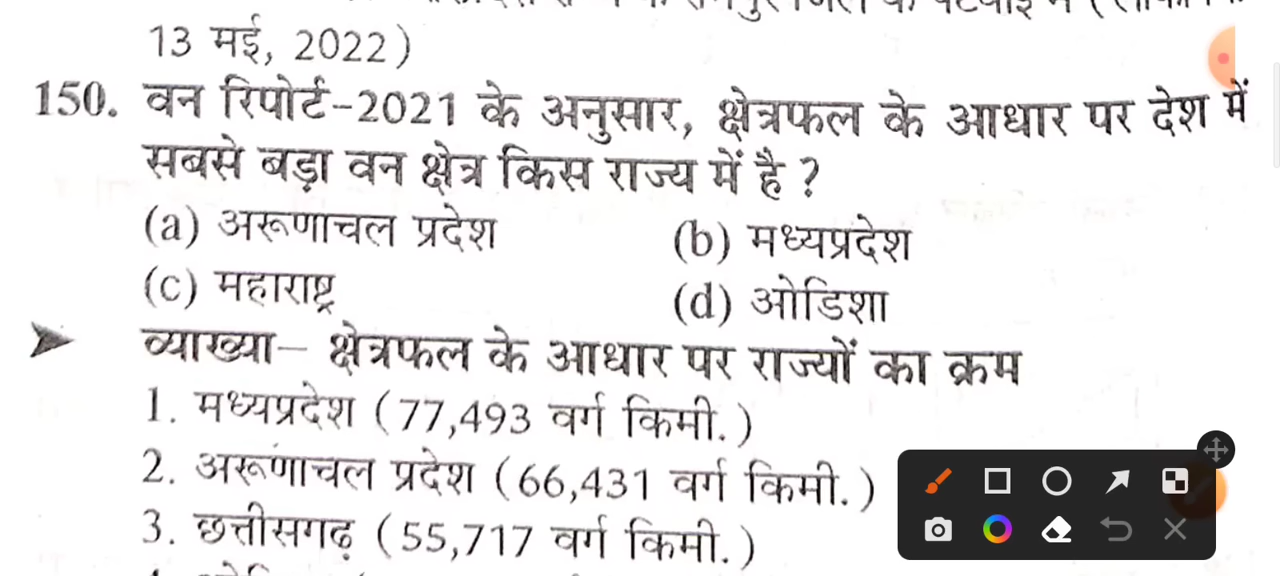 13 मई, 2022)
150. वन रिपोर्ट-2021 के अनुसार, क्षेत्रफल के आधार पर देश में
सबसे बड़ा वन क्षेत्र किस राज्य में है ?
(a) अरूणाचल प्रदेश (b) मध्यप्रदेश
(c) महाराष्ट्र (d) ओडिशा
व्याख्या– क्षेत्रफल के आधार पर राज्यों का क्रम
1. मध्यप्रदेश (77,493 वर्ग किमी.)
2. अरूणाचल प्रदेश (66,431 वर्ग किमी.)
3. छत्तीसगढ़ (55,717 वर्ग किमी.)